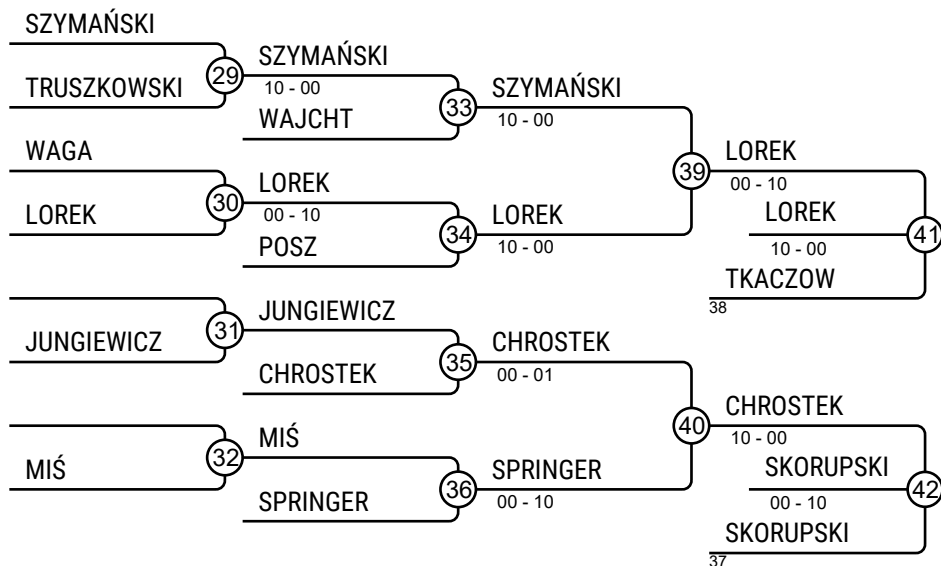 SZYMAŃSKI
TRUSZKOWSKI
29
SZYMAŃSKI
10 - 00
WAJCHT
33
SZYMAŃSKI
10 - 00
WAGA
LOREK
30
LOREK
00 - 10
POSZ
34
LOREK
10 - 00
39
LOREK
00 - 10
LOREK
10 - 00
41
TKACZOW
38
JUNGIEWICZ
31
JUNGIEWICZ
CHROSTEK
35
CHROSTEK
00 - 01
MIŚ
32
MIŚ
SPRINGER
36
SPRINGER
00 - 10
40
CHROSTEK
10 - 00
SKORUPSKI
00 - 10
42
SKORUPSKI
37